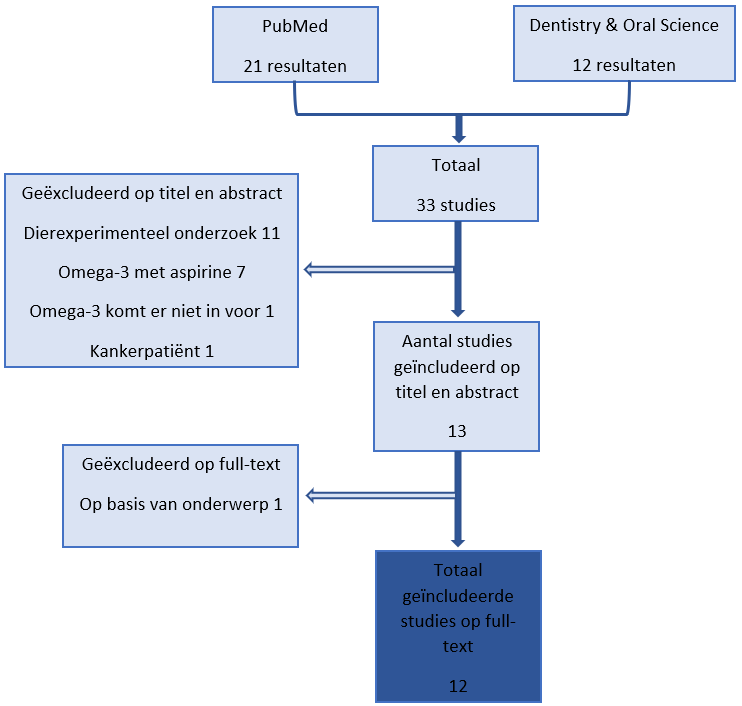 PubMed
21 resultaten
Dentistry & Oral Science
12 resultaten
Totaal
33 studies
Geëxcludeerd op titel en abstract
Dierexperimenteel onderzoek 11
Omega-3 met aspirine 7
Omega-3 komt er niet in voor 1
Kankerpatiënt 1
Aantal studies
geïncludeerd op
titel en abstract
13
Geëxcludeerd op full-text
Op basis van onderwerp 1
Totaal
geïncludeerde
studies op full-
text
12